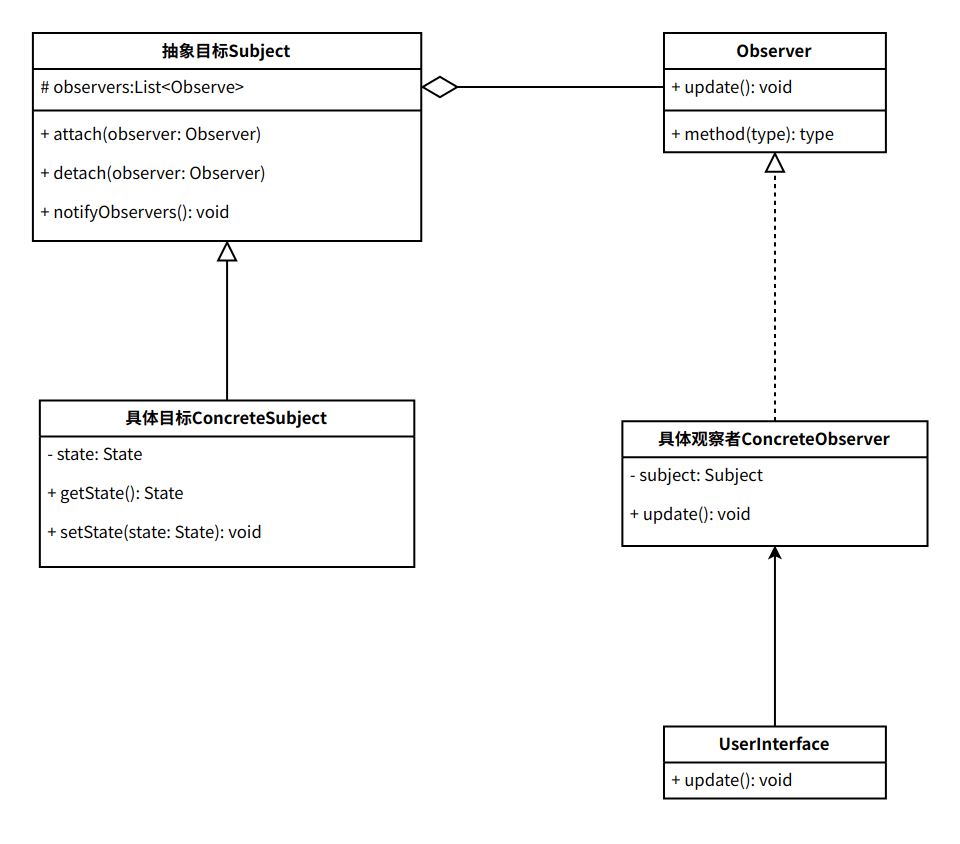 抽象目标Subject
# observers:List<Observe>
+ attach(observer: Observer)
+ detach(observer: Observer)
+ notifyObservers(): void
Observer
+ update(): void
+ method(type): type
具体目标ConcreteSubject
- state: State
+ getState(): State
+ setState(state: State): void
具体观察者ConcreteObserver
- subject: Subject
+ update(): void
UserInterface
+ update(): void